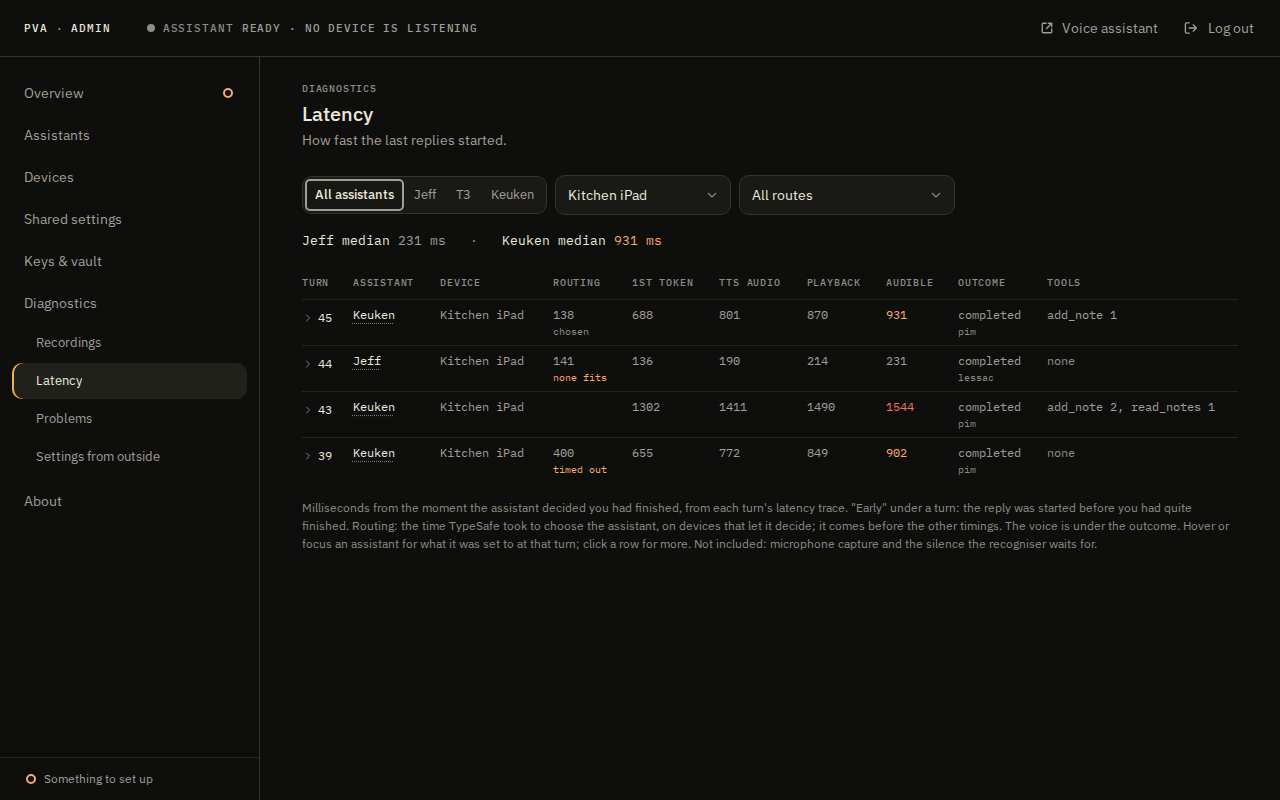 PVA · ADMIN
ASSISTANT READY · NO DEVICE IS LISTENING
Voice assistant
Log out
Overview
Assistants
Devices
Shared settings
Keys & vault
Diagnostics
Recordings
Latency
Problems
Settings from outside
About
Something to set up
DIAGNOSTICS
Latency
How fast the last replies started.
All assistants Jeff T3 Keuken Kitchen iPad All routes
Jeff median 231 ms · Keuken median 931 ms
TURN ASSISTANT DEVICE ROUTING 1ST TOKEN TTS AUDIO PLAYBACK AUDIBLE OUTCOME TOOLS
45 Keuken Kitchen iPad 138 688 801 870 931 completed add_note 1
chosen pim
44 Jeff Kitchen iPad 141 136 190 214 231 completed none
none fits lessac
43 Keuken Kitchen iPad 1302 1411 1490 1544 completed add_note 2, read_notes 1
pim
39 Keuken Kitchen iPad 400 655 772 849 902 completed none
timed out pim
Milliseconds from the moment the assistant decided you had finished, from each turn's latency trace. "Early" under a turn: the reply was started before you had quite
finished. Routing: the time TypeSafe took to choose the assistant, on devices that let it decide; it comes before the other timings. The voice is under the outcome. Hover or
focus an assistant for what it was set to at that turn; click a row for more. Not included: microphone capture and the silence the recogniser waits for.